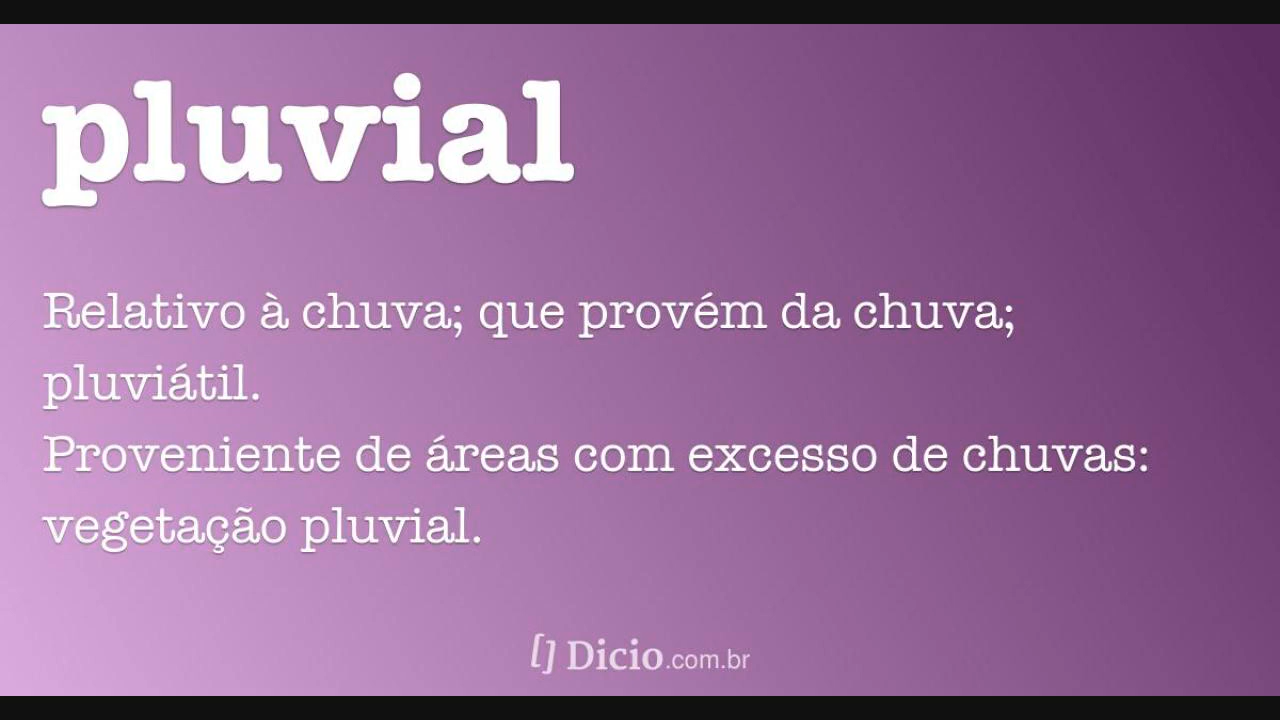 pluvial
Relativo à chuva; que provém da chuva;
pluviátil.
Proveniente de áreas com excesso de chuvas:
vegetação pluvial.
[] Dicio.com.br